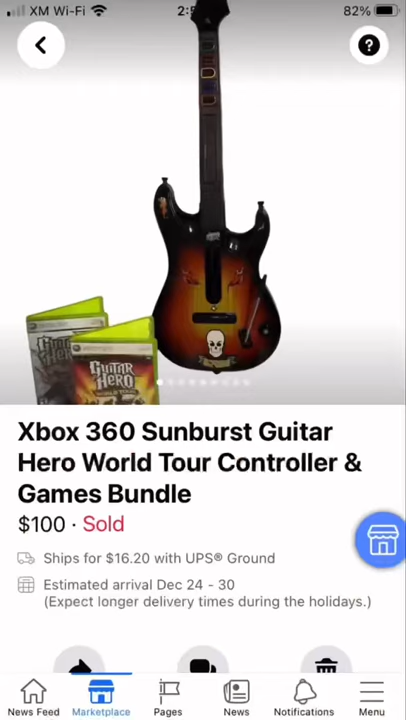 XM Wi-Fi
82%
GUITAR
HERO
WORLD TOUR
Xbox 360 Sunburst Guitar
Hero World Tour Controller &
Games Bundle
$100 · Sold
Ships for $16.20 with UPS® Ground
Estimated arrival Dec 24 - 30
(Expect longer delivery times during the holidays.)
News Feed
Marketplace
Pages
News
Notifications
Menu